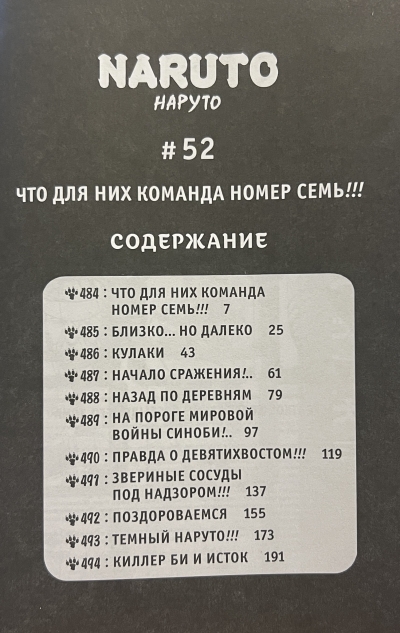 NARUTO
НАРУТО
#52
ЧТО ДЛЯ НИХ КОМАНДА НОМЕР СЕМЬ!!!
СОДЕРЖАНИЕ
484 : ЧТО ДЛЯ НИХ КОМАНДА
НОМЕР СЕМЬ!!! 7
485 : БЛИЗКО... НО ДАЛЕКО 25
486 : КУЛАКИ 43
487 : НАЧАЛО СРАЖЕНИЯ!.. 61
488 : НАЗАД ПО ДЕРЕВНЯМ 79
489 : НА ПОРОГЕ МИРОВОЙ
ВОЙНЫ СИНОБИ!.. 97
490 : ПРАВДА О ДЕВЯТИХВОСТОМ!!! 119
491 : ЗВЕРИНЫЕ СОСУДЫ
ПОД НАДЗОРОМ!!! 137
492 : ПОЗДОРОВАЕМСЯ 155
493 : ТЕМНЫЙ НАРУТО!!! 173
494 : КИЛЛЕР БИ И ИСТОК 191